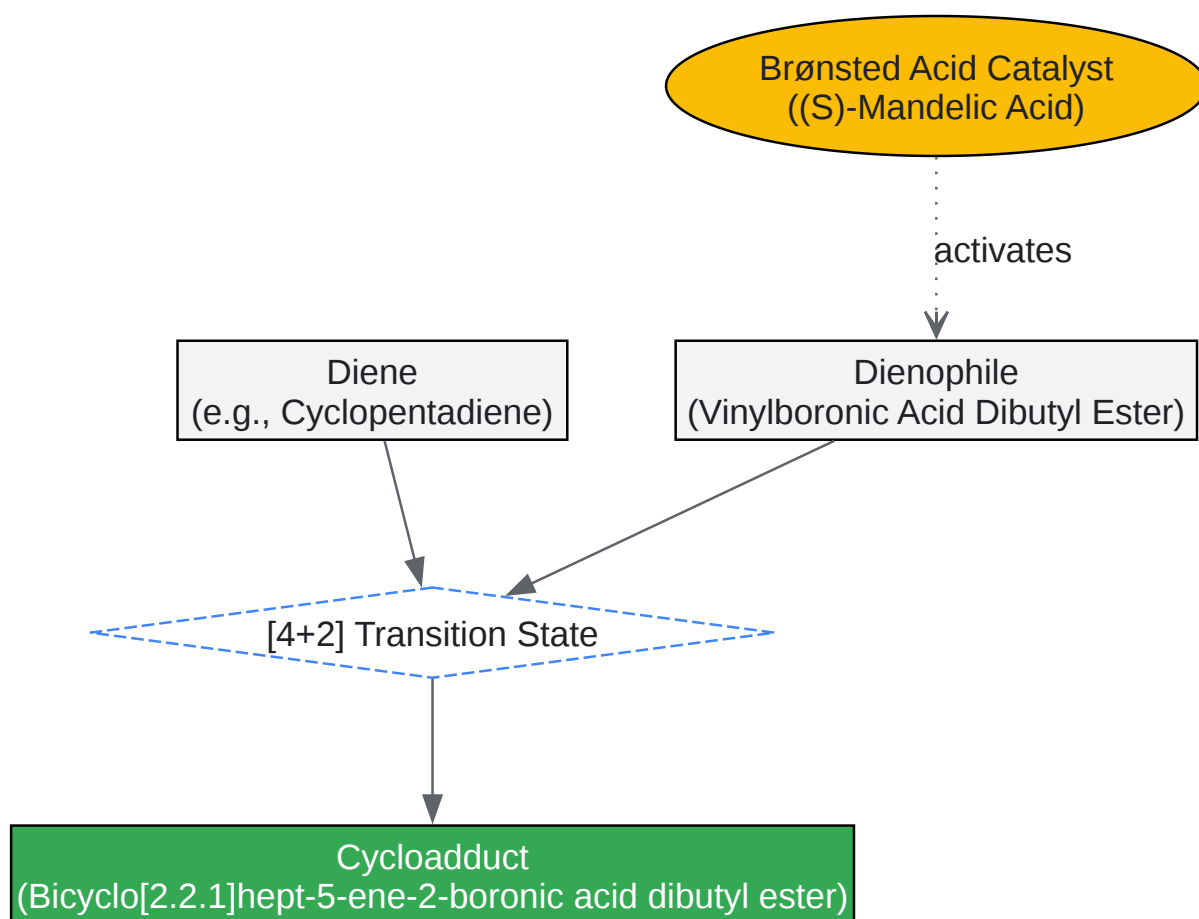 Brønsted Acid Catalyst
((S)-Mandelic Acid)
activates
Diene
(e.g., Cyclopentadiene)
Dienophile
(Vinylboronic Acid Dibutyl Ester)
[4+2] Transition State
Cycloadduct
(Bicyclo[2.2.1]hept-5-ene-2-boronic acid dibutyl ester)